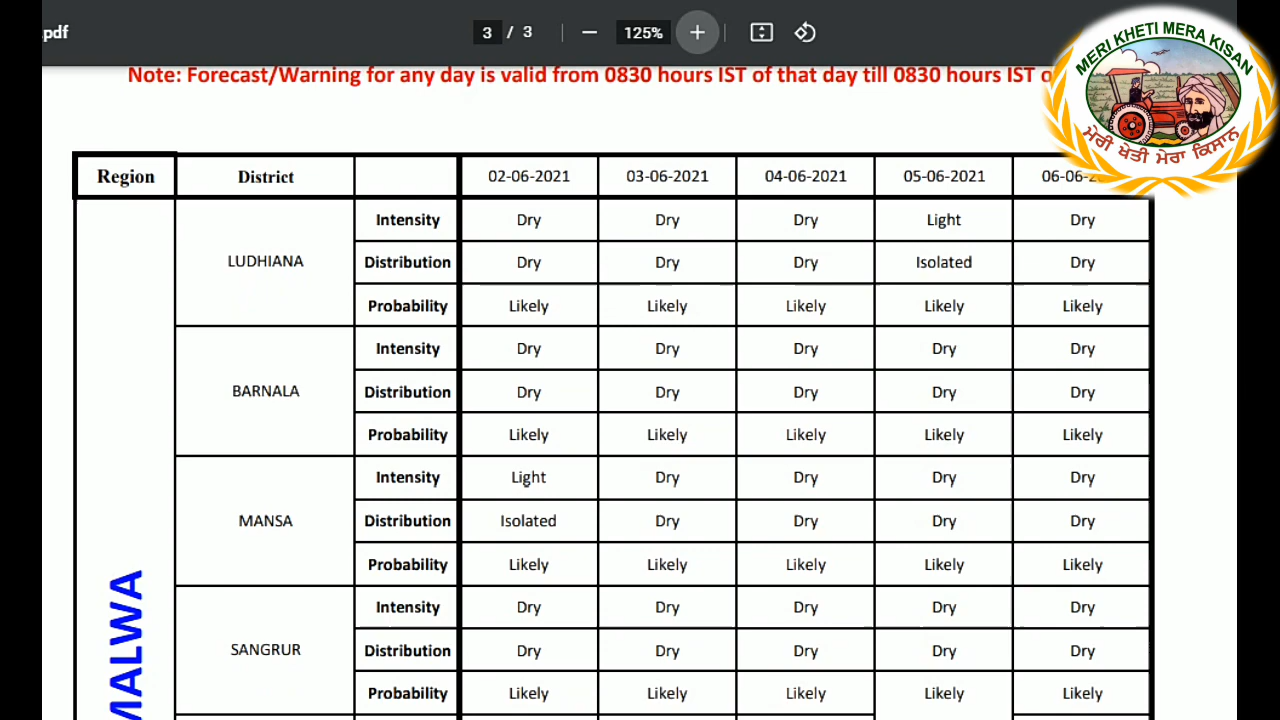 .pdf
3 / 3
125%
Note: Forecast/Warning for any day is valid from 0830 hours IST of that day till 0830 hours IST
MERI KHETI MERA KISAN
ਮੇਰੀ ਖੇਤੀ ਮੇਰਾ ਕਿਸਾਨ
Region District 02-06-2021 03-06-2021 04-06-2021 05-06-2021
LUDHIANA
Intensity Dry Dry Dry Light Dry
Distribution Dry Dry Dry Isolated Dry
Probability Likely Likely Likely Likely Likely
BARNALA
Intensity Dry Dry Dry Dry Dry
Distribution Dry Dry Dry Dry Dry
Probability Likely Likely Likely Likely Likely
MANSA
Intensity Light Dry Dry Dry Dry
Distribution Isolated Dry Dry Dry Dry
Probability Likely Likely Likely Likely Likely
SANGRUR
Intensity Dry Dry Dry Dry Dry
Distribution Dry Dry Dry Dry Dry
Probability Likely Likely Likely Likely Likely
MALWA